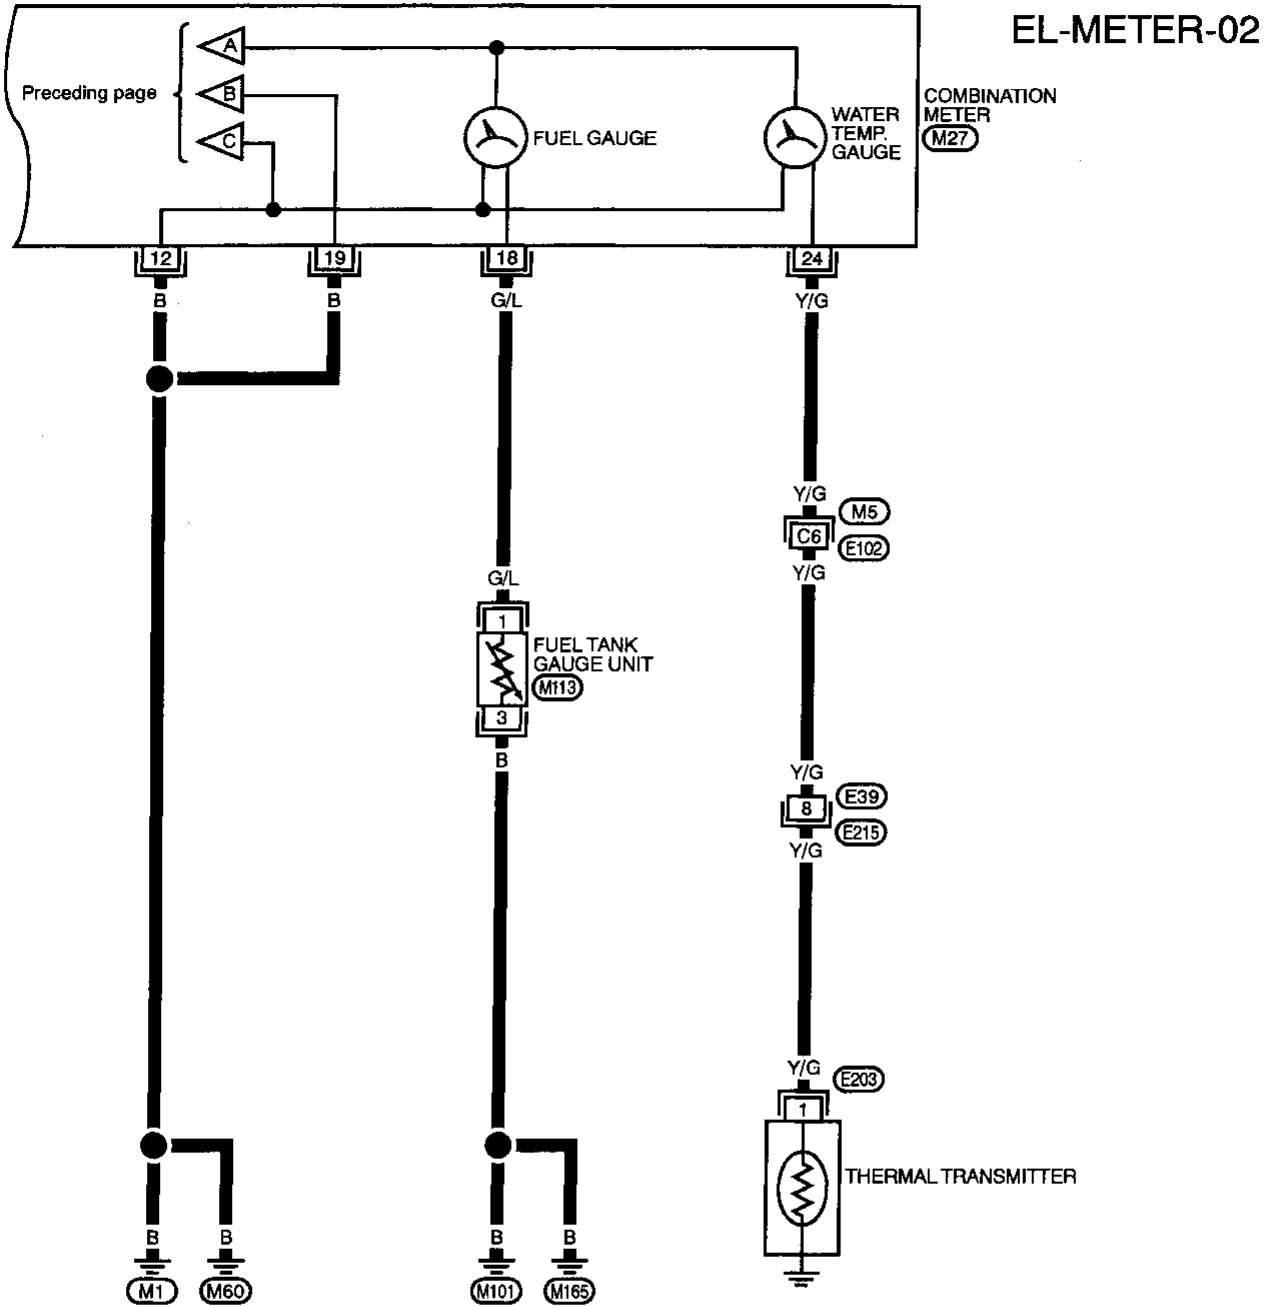 EL-METER-02
Preceding page
A
B
C
FUEL GAUGE
WATER
TEMP.
GAUGE
COMBINATION
METER
M27
12
19
18
24
B
B
G/L
Y/G
Y/G
M5
C6
E102
Y/G
G/L
1
FUEL TANK
GAUGE UNIT
M113
3
B
Y/G
E39
8
E215
Y/G
Y/G
E203
1
THERMAL TRANSMITTER
B
B
B
B
M1
M60
M101
M165